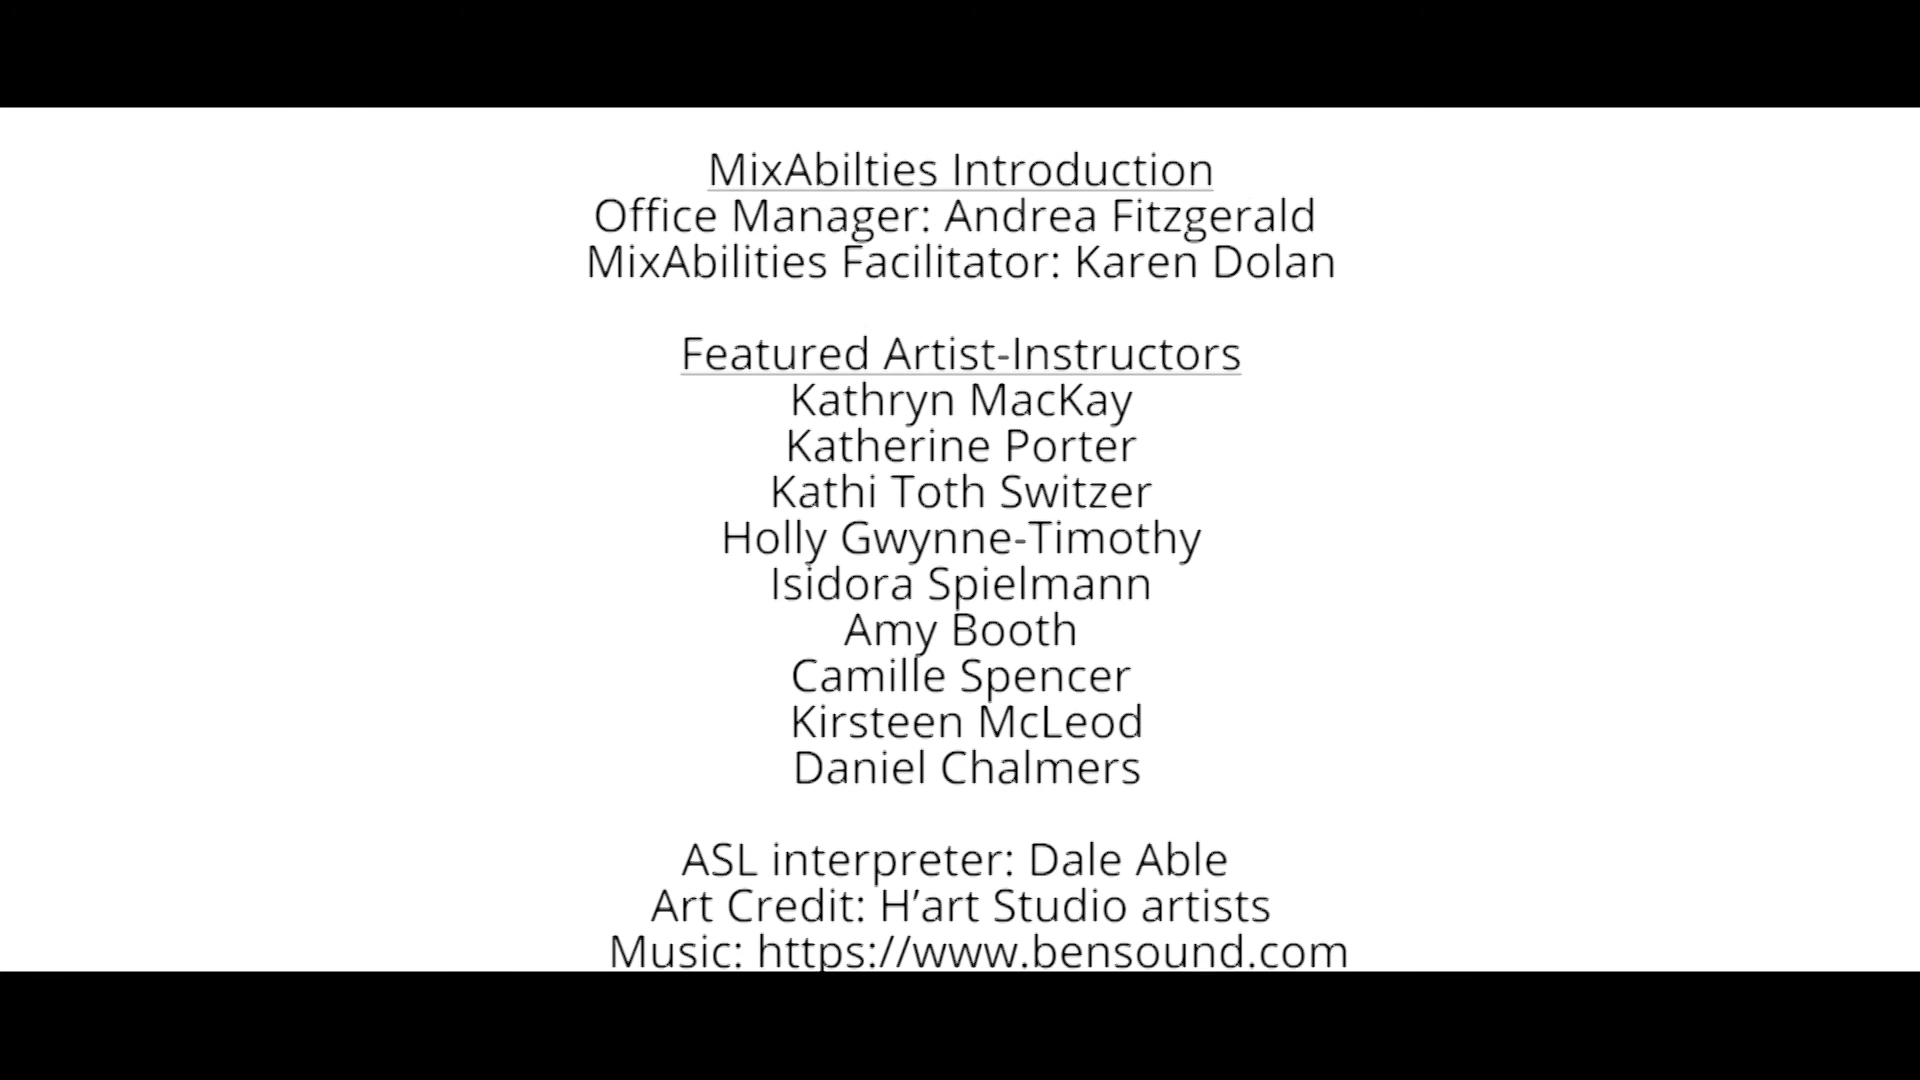 MixAbilties Introduction
Office Manager: Andrea Fitzgerald
MixAbilities Facilitator: Karen Dolan
Featured Artist-Instructors
Kathryn MacKay
Katherine Porter
Kathi Toth Switzer
Holly Gwynne-Timothy
Isidora Spielmann
Amy Booth
Camille Spencer
Kirsteen McLeod
Daniel Chalmers
ASL interpreter: Dale Able
Art Credit: H’art Studio artists
Music: https://www.bensound.com